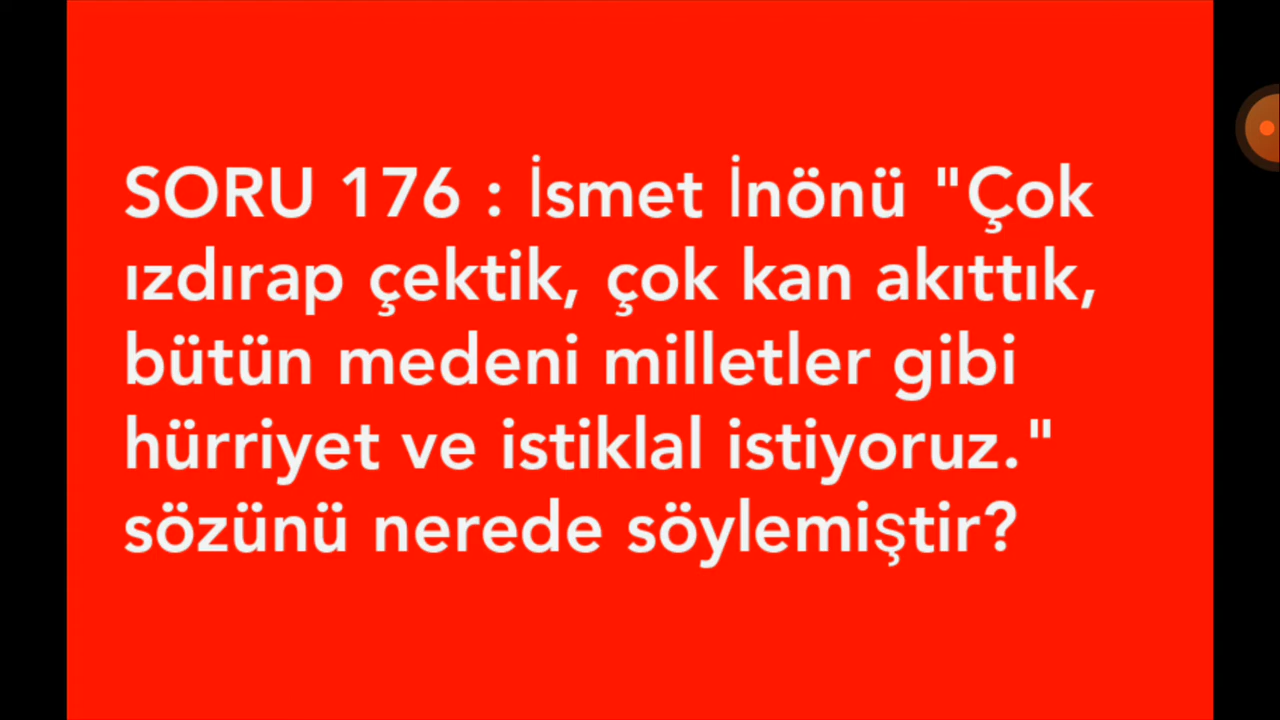 SORU 176 : İsmet İnönü "Çok
ızdırap çektik, çok kan akıttık,
bütün medeni milletler gibi
hürriyet ve istiklal istiyoruz."
sözünü nerede söylemiştir?